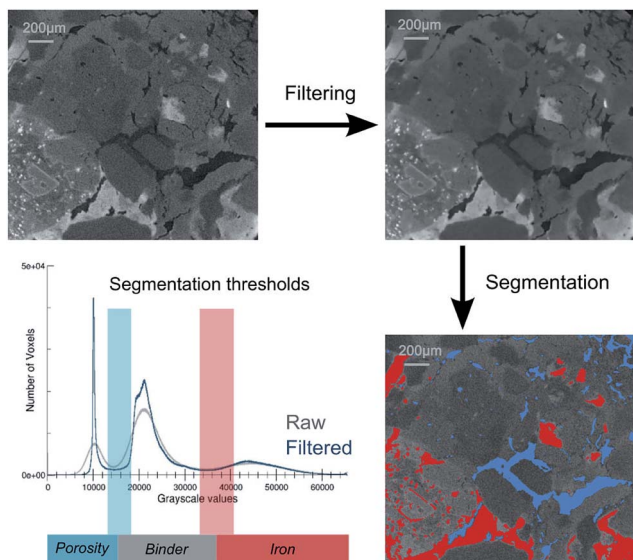 200µm
Filtering
200µm
Segmentation
200µm
Segmentation thresholds
5e+04
Number of Voxels
Raw
Filtered
0e+00
0 10000 20000 30000 40000 50000 60000
Grayscale values
Porosity Binder Iron